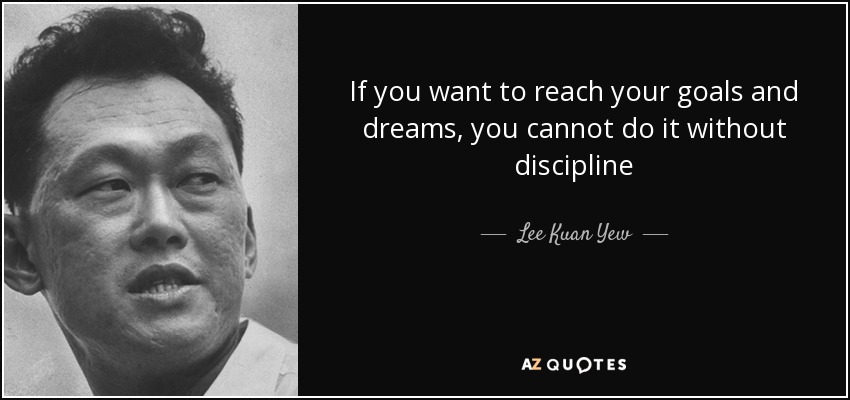 If you want to reach your goals and
dreams, you cannot do it without
discipline
Lee Kuan Yew
AZ QUOTES